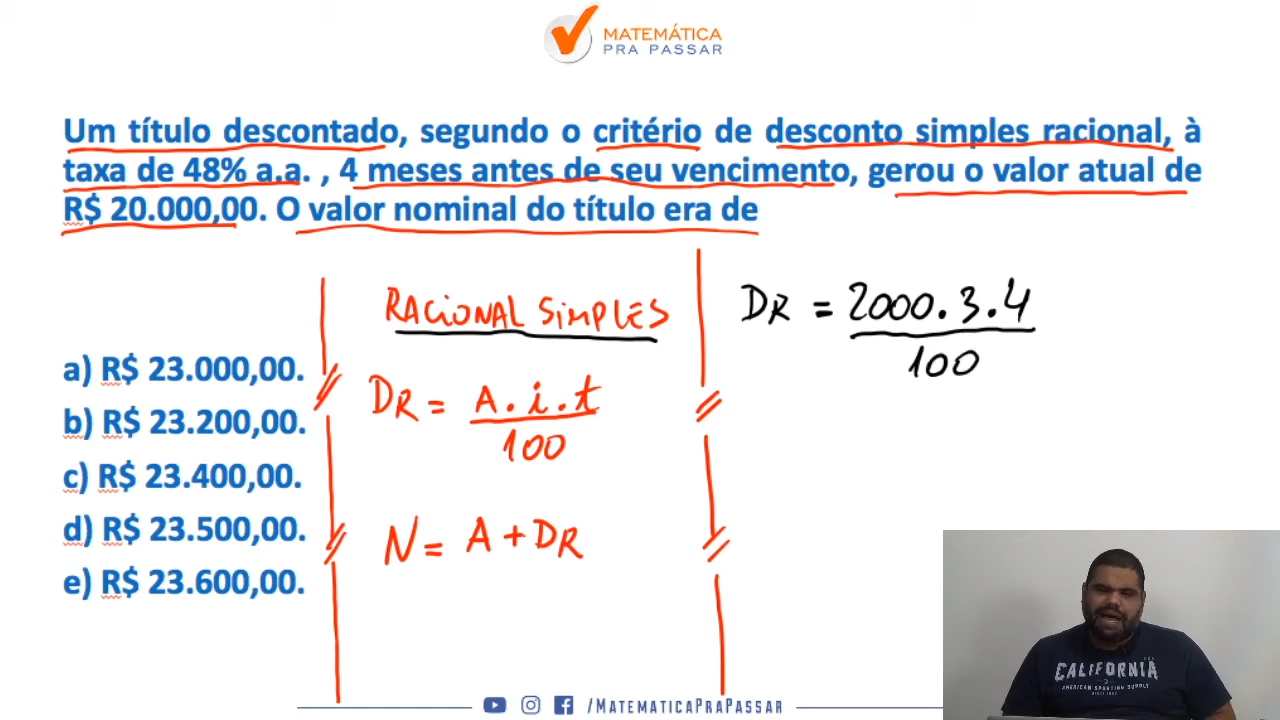 MATEMÁTICA
PRA PASSAR
Um título descontado, segundo o critério de desconto simples racional, à
taxa de 48% a.a. , 4 meses antes de seu vencimento, gerou o valor atual de
R$ 20.000,00. O valor nominal do título era de
a) R$ 23.000,00.
b) R$ 23.200,00.
c) R$ 23.400,00.
d) R$ 23.500,00.
e) R$ 23.600,00.
RACIONAL SIMPLES
DR = A.i.t
100
N = A + DR
DR = 2000.3.4
100
CALIFORNIA
AMERICAN SPORTING SUPPLY
/MATEMATICAPRAPASSAR